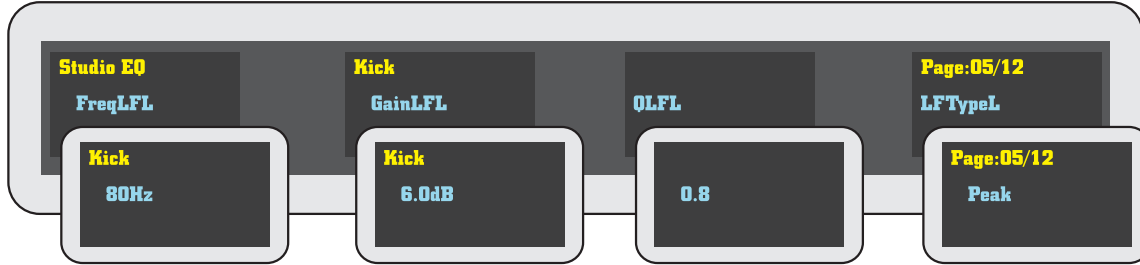 Studio EQ Kick Page:05/12
FreqLFL GainLFL QLFL LFTypeL
Kick Kick Page:05/12
80Hz 6.0dB 0.8 Peak